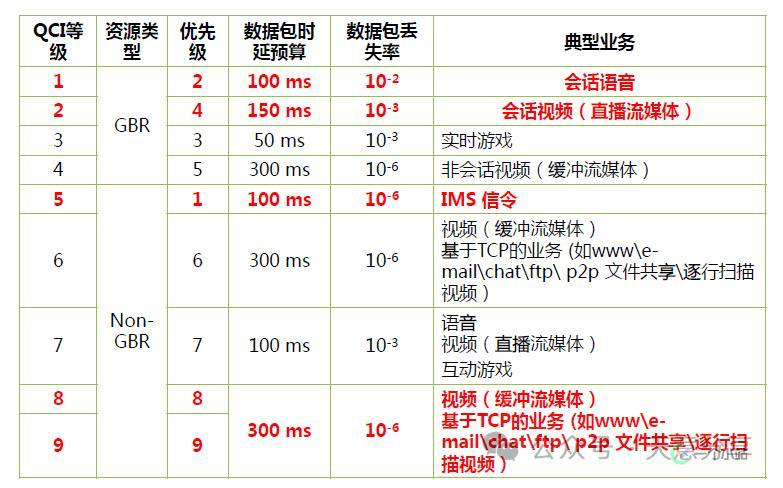 QCI等级 资源类型 优先级 数据包时延预算 数据包丢失率 典型业务
1 GBR 2 100 ms 10-2 会话语音
2 4 150 ms 10-3 会话视频（直播流媒体）
3 3 50 ms 10-3 实时游戏
4 5 300 ms 10-6 非会话视频（缓冲流媒体）
5 Non-GBR 1 100 ms 10-6 IMS 信令
6 6 300 ms 10-6 视频（缓冲流媒体）
基于TCP的业务 (如www\e-
mail\chat\ftp\ p2p 文件共享\逐行扫描
视频）
7 7 100 ms 10-3 语音
视频（直播流媒体）
互动游戏
8 8 300 ms 10-6 视频（缓冲流媒体）
基于TCP的业务 (如www\e-
9 9 mail\chat\ftp\ p2p 文件共享\逐行扫
描视频）
公众号